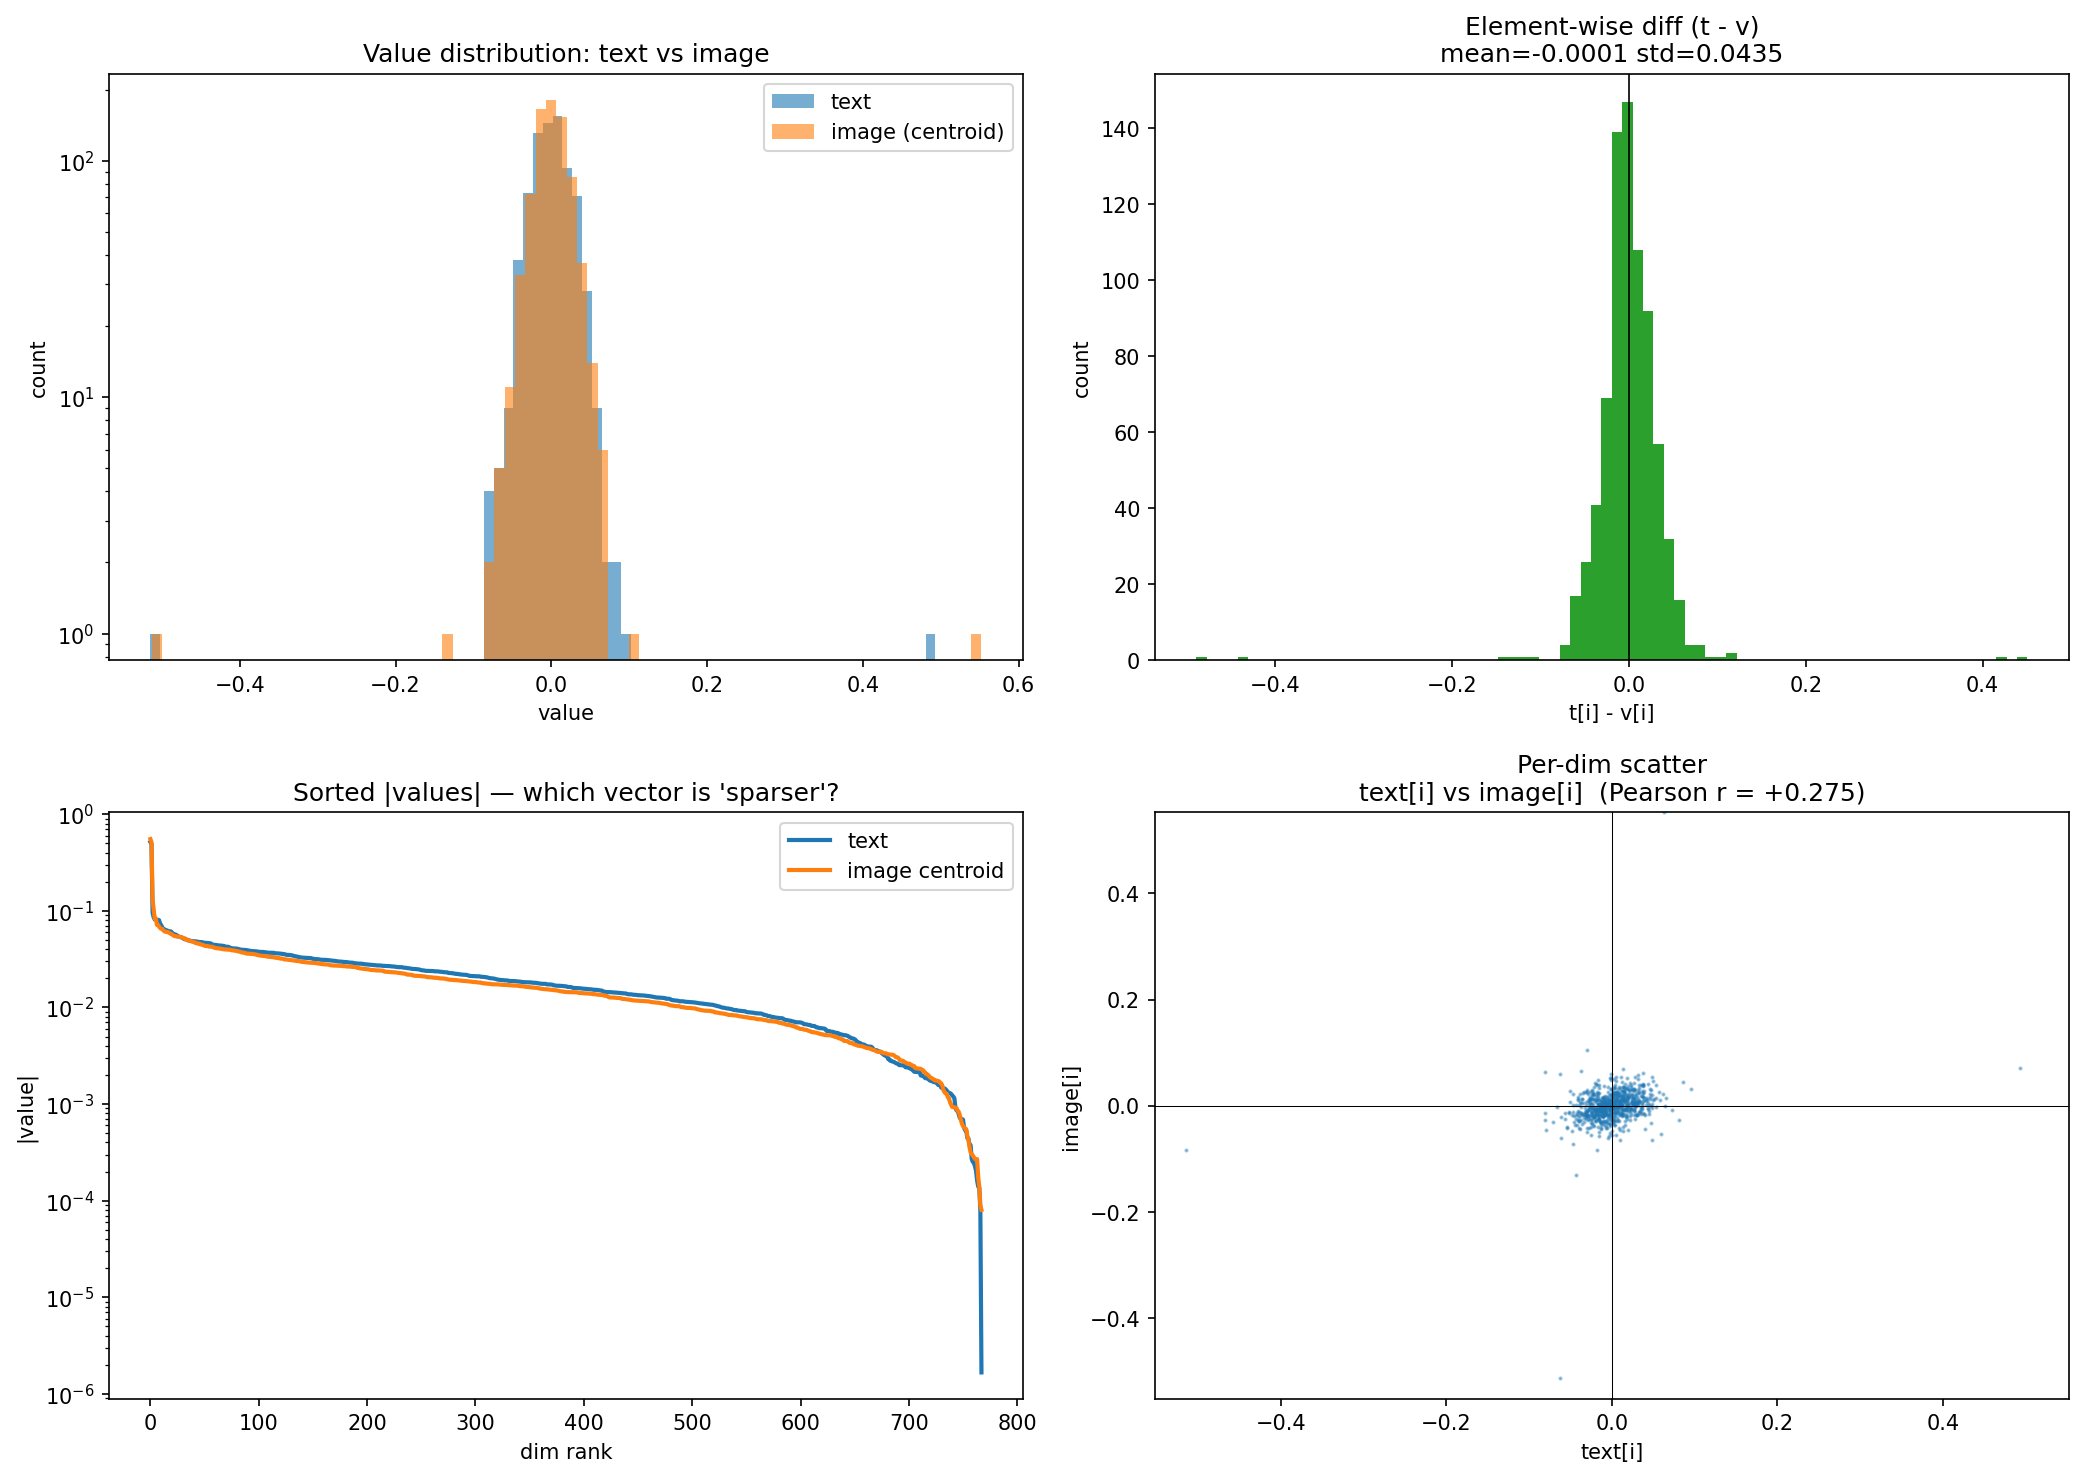 Value distribution: text vs image
text
image (centroid)
10²
10¹
10⁰
count
−0.4
−0.2
0.0
0.2
0.4
0.6
value
Element-wise diff (t - v)
mean=-0.0001 std=0.0435
140
120
100
80
60
40
20
0
count
−0.4
−0.2
0.0
0.2
0.4
t[i] - v[i]
Sorted |values| — which vector is 'sparser'?
text
image centroid
10⁰
10⁻¹
10⁻²
10⁻³
10⁻⁴
10⁻⁵
10⁻⁶
|value|
0
100
200
300
400
500
600
700
800
dim rank
Per-dim scatter
text[i] vs image[i]  (Pearson r = +0.275)
0.4
0.2
0.0
−0.2
−0.4
image[i]
−0.4
−0.2
0.0
0.2
0.4
text[i]